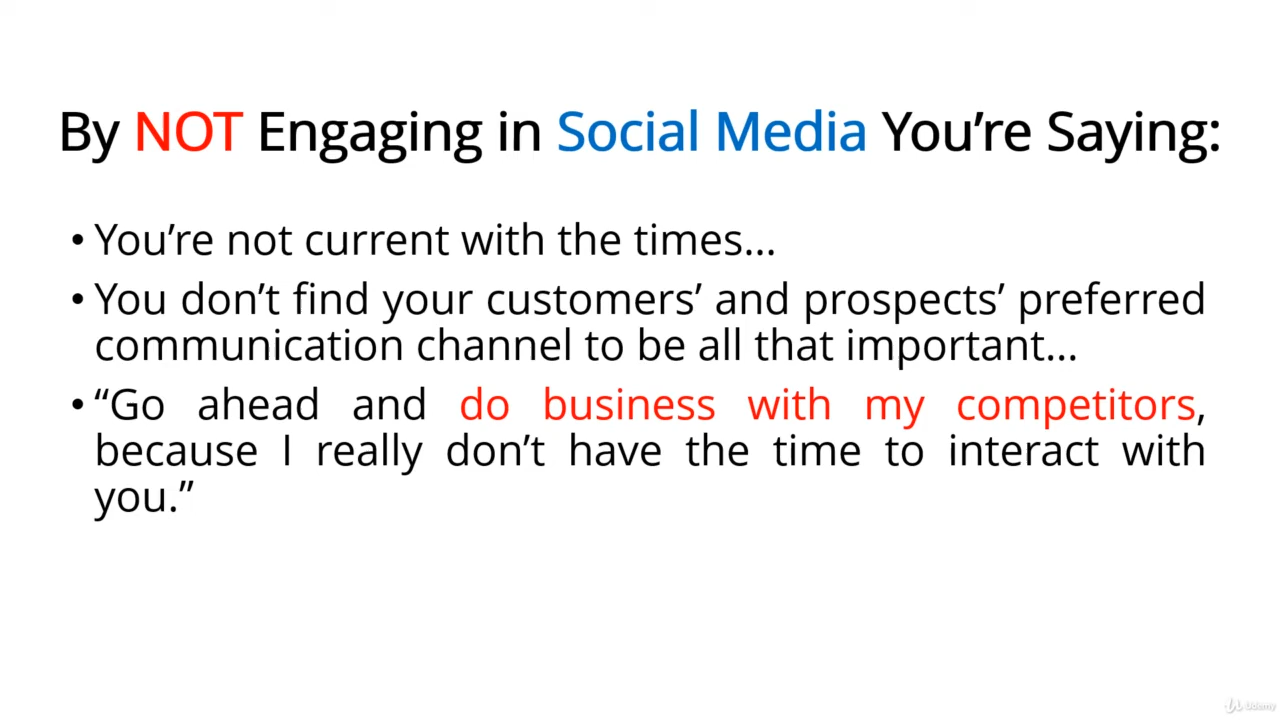 By NOT Engaging in Social Media You’re Saying:
• You’re not current with the times...
• You don’t find your customers’ and prospects’ preferred
communication channel to be all that important...
• “Go ahead and do business with my competitors,
because I really don’t have the time to interact with
you.”
Udemy